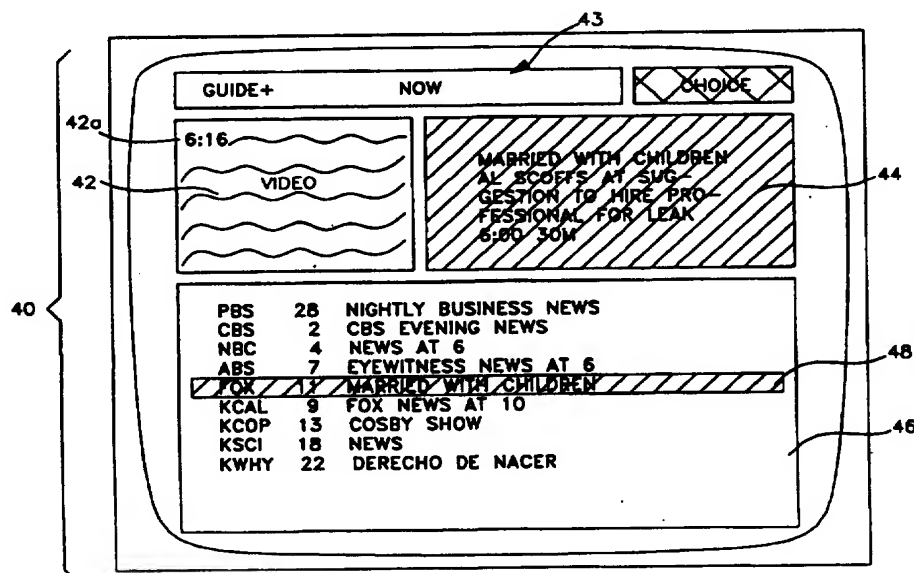 43
GUIDE+ NOW CHOICE
42a
6:16
42
VIDEO
MARRIED WITH CHILDREN
AL SCOFFS AT SUG-
GESTION TO HIRE PRO-
FESSIONAL FOR LEAK
6:00 30M
44
40
PBS 28 NIGHTLY BUSINESS NEWS
CBS 2 CBS EVENING NEWS
NBC 4 NEWS AT 6
ABS 7 EYEWITNESS NEWS AT 6
FOX 11 MARRIED WITH CHILDREN
48
KCAL 9 FOX NEWS AT 10
KCOP 13 COSBY SHOW
46
KSCI 18 NEWS
KWHY 22 DERECHO DE NACER